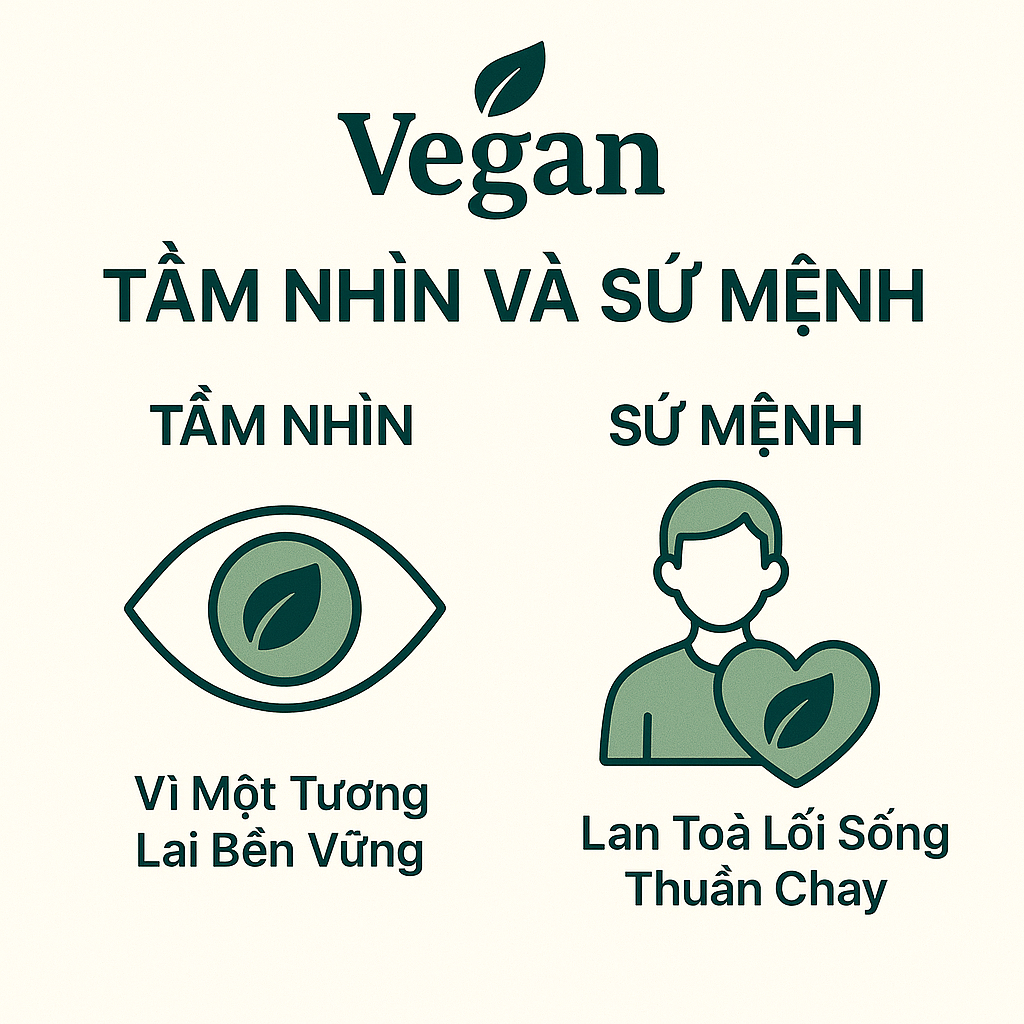 Vegan
TẦM NHÌN VÀ SỨ MỆNH
TẦM NHÌN
Vì Một Tương
Lai Bền Vững
SỨ MỆNH
Lan Toà Lối Sống
Thuần Chay